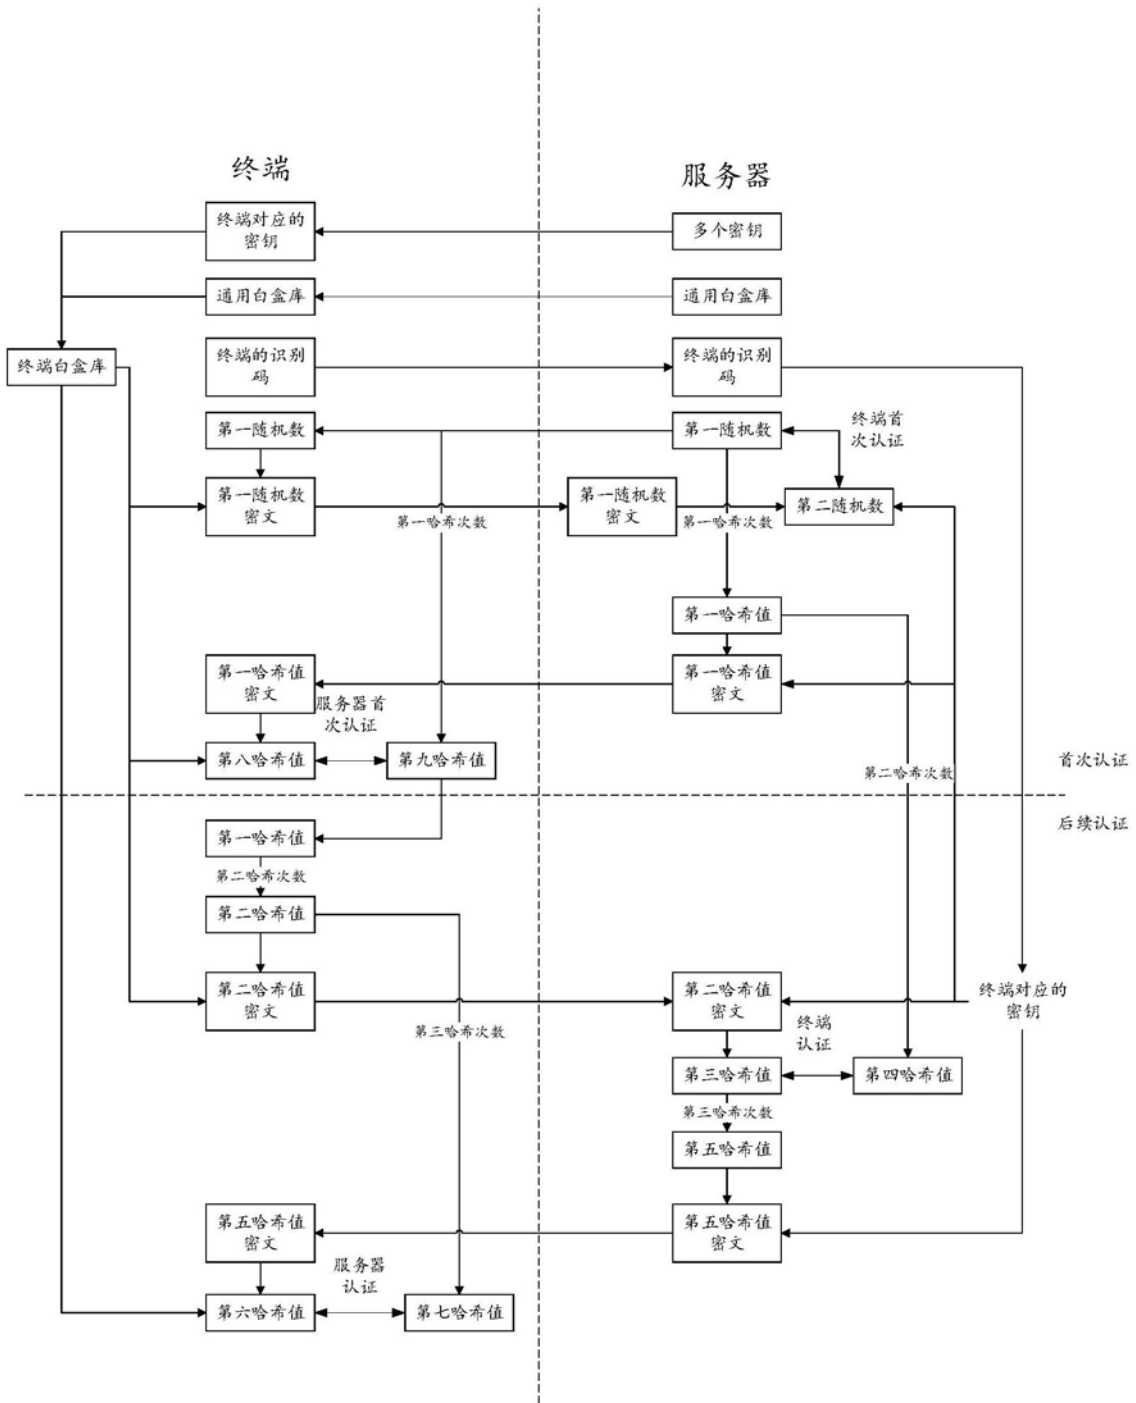 终端
服务器
终端对应的
密钥
多个密钥
通用白盒库
通用白盒库
终端白盒库
终端的识别
码
终端的识别
码
第一随机数
第一随机数
终端首
次认证
第一随机数
密文
第一随机数
密文
第二随机数
第一哈希次数
第一哈希次数
第一哈希值
第一哈希值
密文
第一哈希值
密文
服务器首
次认证
第八哈希值
第九哈希值
第二哈希次数
首次认证
后续认证
第一哈希值
第二哈希次数
第二哈希值
第二哈希值
密文
第二哈希值
密文
终端对应的
密钥
第三哈希次数
终端
认证
第三哈希值
第四哈希值
第三哈希次数
第五哈希值
第五哈希值
密文
第五哈希值
密文
服务器
认证
第六哈希值
第七哈希值